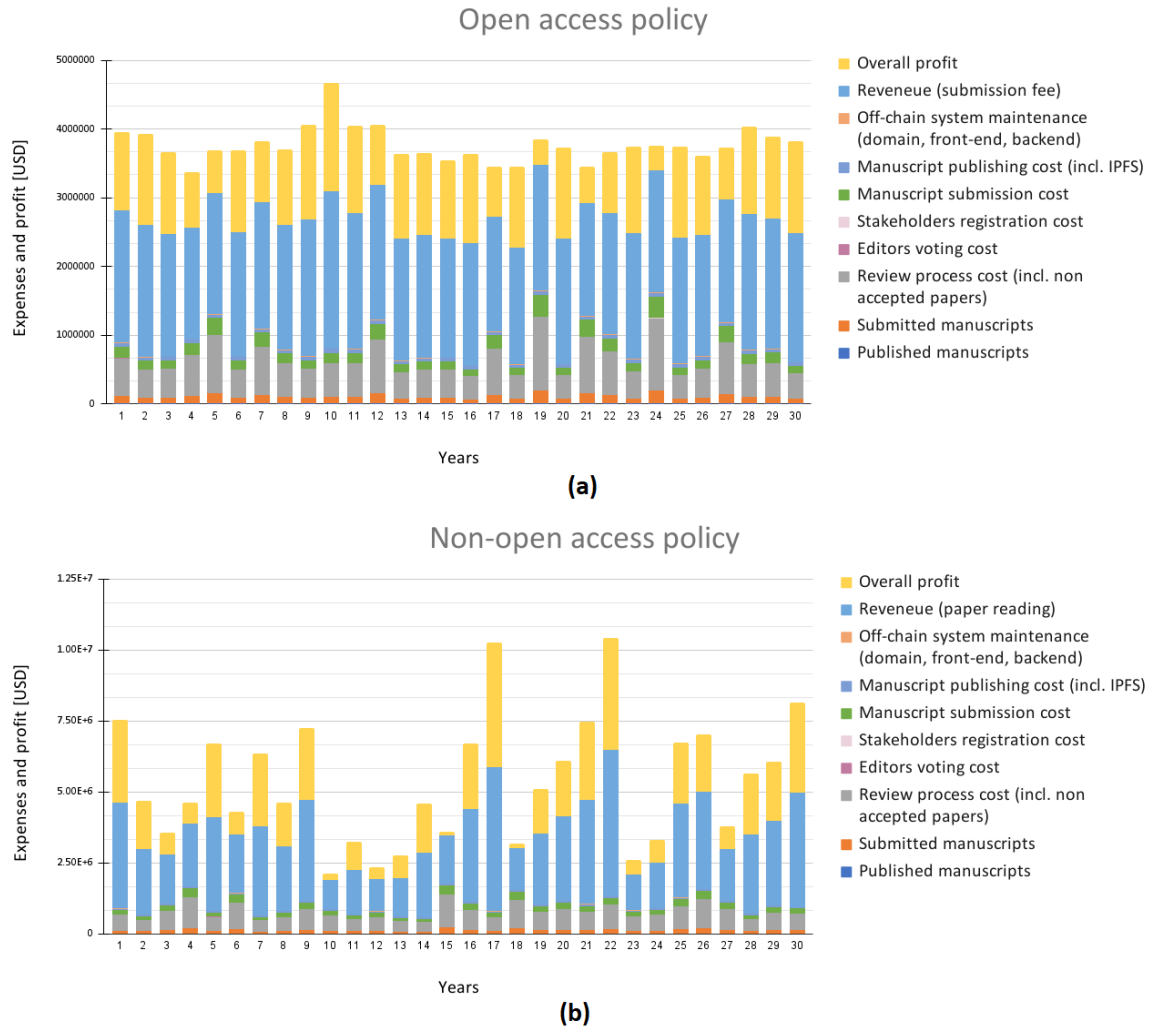 Open access policy
5000000
4000000
3000000
2000000
1000000
0
Expenses and profit [USD]
1 2 3 4 5 6 7 8 9 10 11 12 13 14 15 16 17 18 19 20 21 22 23 24 25 26 27 28 29 30
Years
Overall profit
Reveneue (submission fee)
Off-chain system maintenance
(domain, front-end, backend)
Manuscript publishing cost (incl. IPFS)
Manuscript submission cost
Stakeholders registration cost
Editors voting cost
Review process cost (incl. non
accepted papers)
Submitted manuscripts
Published manuscripts
(a)
Non-open access policy
1.25E+7
1.00E+7
7.50E+6
5.00E+6
2.50E+6
0
Expenses and profit [USD]
1 2 3 4 5 6 7 8 9 10 11 12 13 14 15 16 17 18 19 20 21 22 23 24 25 26 27 28 29 30
Years
Overall profit
Reveneue (paper reading)
Off-chain system maintenance
(domain, front-end, backend)
Manuscript publishing cost (incl. IPFS)
Manuscript submission cost
Stakeholders registration cost
Editors voting cost
Review process cost (incl. non
accepted papers)
Submitted manuscripts
Published manuscripts
(b)